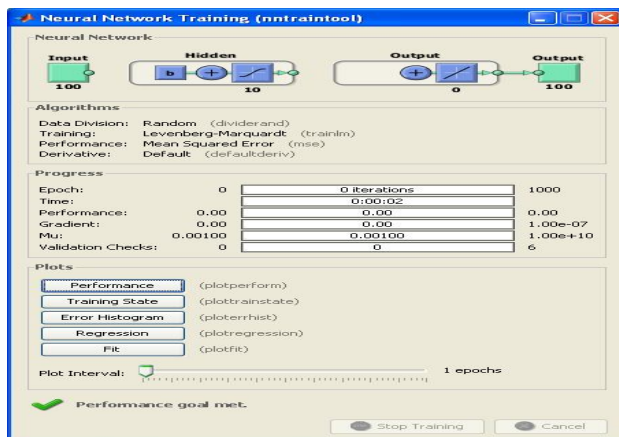 Neural Network Training (nntraintool)
Neural Network
Input
100
Hidden
b
10
Output
0
Output
100
Algorithms
Data Division: Random (dividerand)
Training: Levenberg-Marquardt (trainlm)
Performance: Mean Squared Error (mse)
Derivative: Default (defaultderiv)
Progress
Epoch: 0 0 iterations 1000
Time: 0:00:02
Performance: 0.00 0.00 0.00
Gradient: 0.00 0.00 1.00e-07
Mu: 0.00100 0.00100 1.00e+10
Validation Checks: 0 0 6
Plots
Performance (plotperform)
Training State (plottrainstate)
Error Histogram (ploterrhist)
Regression (plotregression)
Fit (plotfit)
Plot Interval: 1 epochs
Performance goal met.
Stop Training Cancel